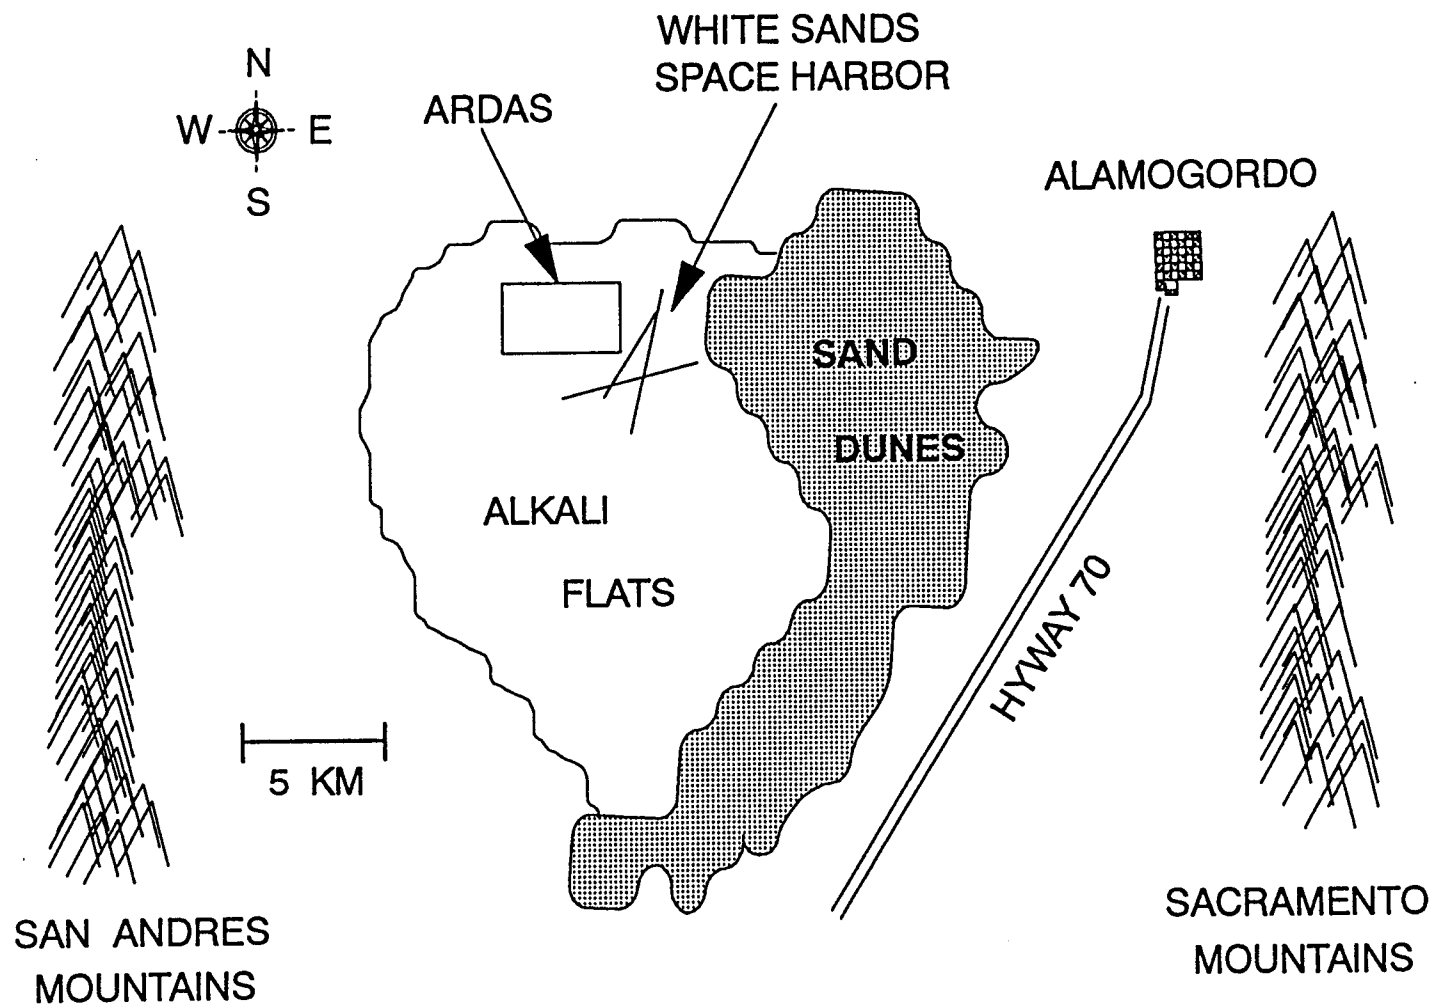 WHITE SANDS
SPACE HARBOR
N
ARDAS
W
E
S
ALAMOGORDO
SAND
DUNES
ALKALI
FLATS
HYWAY 70
5 KM
SAN ANDRES
MOUNTAINS
SACRAMENTO
MOUNTAINS